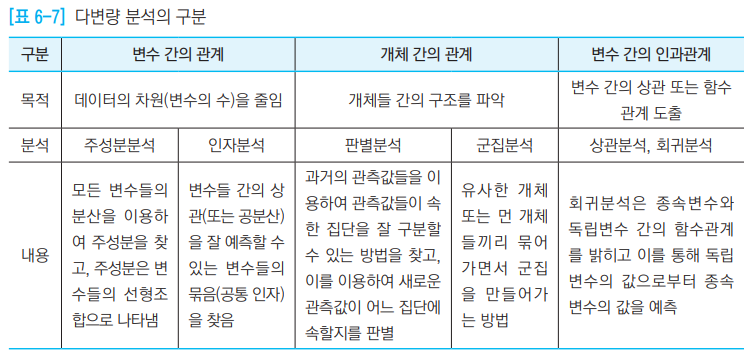 [표 6-7] 다변량 분석의 구분
구분 변수 간의 관계 개체 간의 관계 변수 간의 인과관계
목적 데이터의 차원(변수의 수)을 줄임 개체들 간의 구조를 파악 변수 간의 상관 또는 함수
관계 도출
분석 주성분분석 인자분석 판별분석 군집분석 상관분석, 회귀분석
내용
모든 변수들의
분산을 이용하
여 주성분을 찾
고, 주성분은 변
수들의 선형조
합으로 나타냄
변수들 간의 상
관(또는 공분산)
을 잘 예측할 수
있는 변수들의
묶음(공통 인자)
을 찾음
과거의 관측값들을 이
용하여 관측값들이 속
한 집단을 잘 구분할
수 있는 방법을 찾고,
이를 이용하여 새로운
관측값이 어느 집단에
속할지를 판별
유사한 개체
또는 먼 개체
들끼리 묶어
가면서 군집
을 만들어가
는 방법
회귀분석은 종속변수와
독립변수 간의 함수관계
를 밝히고 이를 통해 독립
변수의 값으로부터 종속
변수의 값을 예측